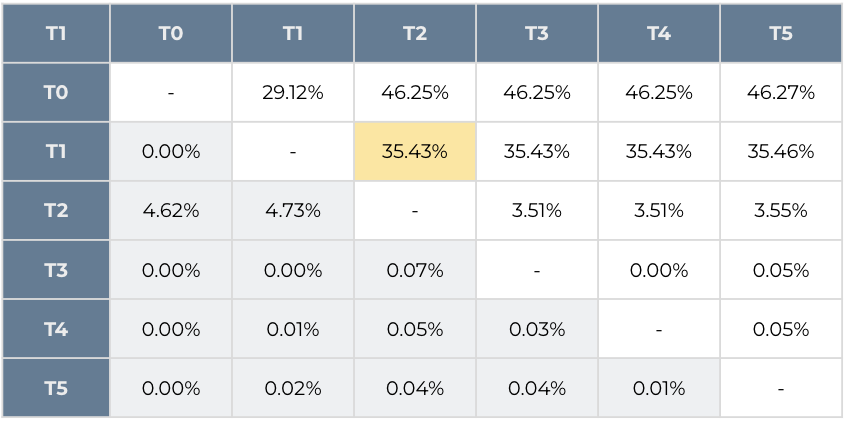 T1 T0 T1 T2 T3 T4 T5
T0 - 29.12% 46.25% 46.25% 46.25% 46.27%
T1 0.00% - 35.43% 35.43% 35.43% 35.46%
T2 4.62% 4.73% - 3.51% 3.51% 3.55%
T3 0.00% 0.00% 0.07% - 0.00% 0.05%
T4 0.00% 0.01% 0.05% 0.03% - 0.05%
T5 0.00% 0.02% 0.04% 0.04% 0.01% -